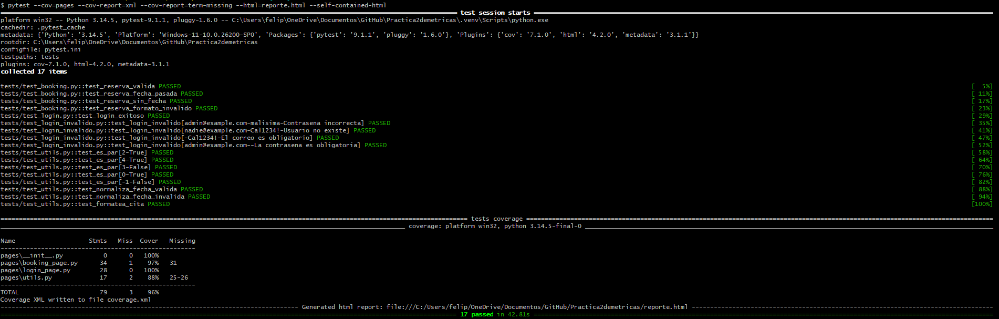 $ pytest --cov=pages --cov-report=xml --cov-report=term-missing --html=reporte.html --self-contained-html
test session starts
platform win32 -- Python 3.14.5, pytest-9.1.1, pluggy-1.6.0 -- C:\Users\felip\OneDrive\Documentos\GitHub\Practica2demetricas\.venv\Scripts\python.exe
cachedir: .pytest_cache
metadata: {'Python': '3.14.5', 'Platform': 'Windows-11-10.0.26200-SP0', 'Packages': {'pytest': '9.1.1', 'pluggy': '1.6.0'}, 'Plugins': {'cov': '7.1.0', 'html': '4.2.0', 'metadata': '3.1.1'}}
rootdir: C:\Users\felip\OneDrive\Documentos\GitHub\Practica2demetricas
configfile: pytest.ini
testpaths: tests
plugins: cov-7.1.0, html-4.2.0, metadata-3.1.1
collected 17 items
tests/test_booking.py::test_reserva_valida PASSED [  5%]
tests/test_booking.py::test_reserva_fecha_pasada PASSED [ 11%]
tests/test_booking.py::test_reserva_sin_fecha PASSED [ 17%]
tests/test_booking.py::test_reserva_formato_invalido PASSED [ 23%]
tests/test_login.py::test_login_exitoso PASSED [ 29%]
tests/test_login_invalido.py::test_login_invalido[admin@example.com-malisima-Contrasena incorrecta] PASSED [ 35%]
tests/test_login_invalido.py::test_login_invalido[nadie@example.com-Cal1234!-Usuario no existe] PASSED [ 41%]
tests/test_login_invalido.py::test_login_invalido[-Cal1234!-El correo es obligatorio] PASSED [ 47%]
tests/test_login_invalido.py::test_login_invalido[admin@example.com--La contrasena es obligatoria] PASSED [ 52%]
tests/test_utils.py::test_es_par[2-True] PASSED [ 58%]
tests/test_utils.py::test_es_par[4-True] PASSED [ 64%]
tests/test_utils.py::test_es_par[3-False] PASSED [ 70%]
tests/test_utils.py::test_es_par[0-True] PASSED [ 76%]
tests/test_utils.py::test_es_par[-1-False] PASSED [ 82%]
tests/test_utils.py::test_normaliza_fecha_valida PASSED [ 88%]
tests/test_utils.py::test_normaliza_fecha_invalida PASSED [ 94%]
tests/test_utils.py::test_formatea_cita PASSED [100%]
tests coverage
coverage: platform win32, python 3.14.5-final-0
Name Stmts Miss Cover Missing
pages\__init__.py 0 0 100%
pages\booking_page.py 34 1 97% 31
pages\login_page.py 28 0 100%
pages\utils.py 17 2 88% 25-26
TOTAL 79 3 96%
Coverage XML written to file coverage.xml
Generated html report: file:///C:/Users/felip/OneDrive/Documentos/GitHub/Practica2demetricas/reporte.html
17 passed in 42.81s